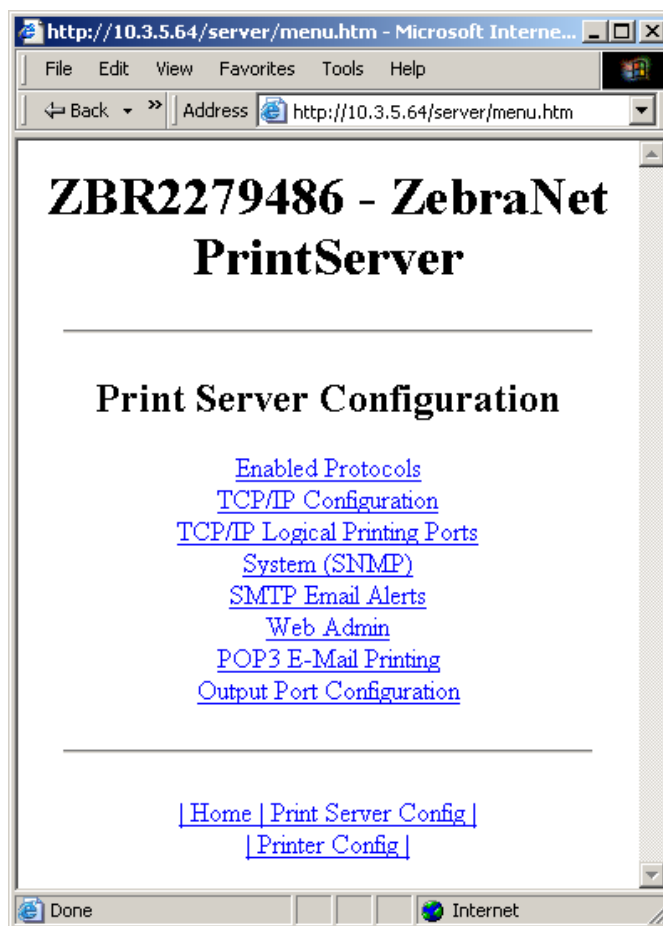 http://10.3.5.64/server/menu.htm - Microsoft Interne...
File Edit View Favorites Tools Help
Back » Address http://10.3.5.64/server/menu.htm
ZBR2279486 - ZebraNet
PrintServer
Print Server Configuration
Enabled Protocols
TCP/IP Configuration
TCP/IP Logical Printing Ports
System (SNMP)
SMTP Email Alerts
Web Admin
POP3 E-Mail Printing
Output Port Configuration
| Home | Print Server Config |
| Printer Config |
Done Internet